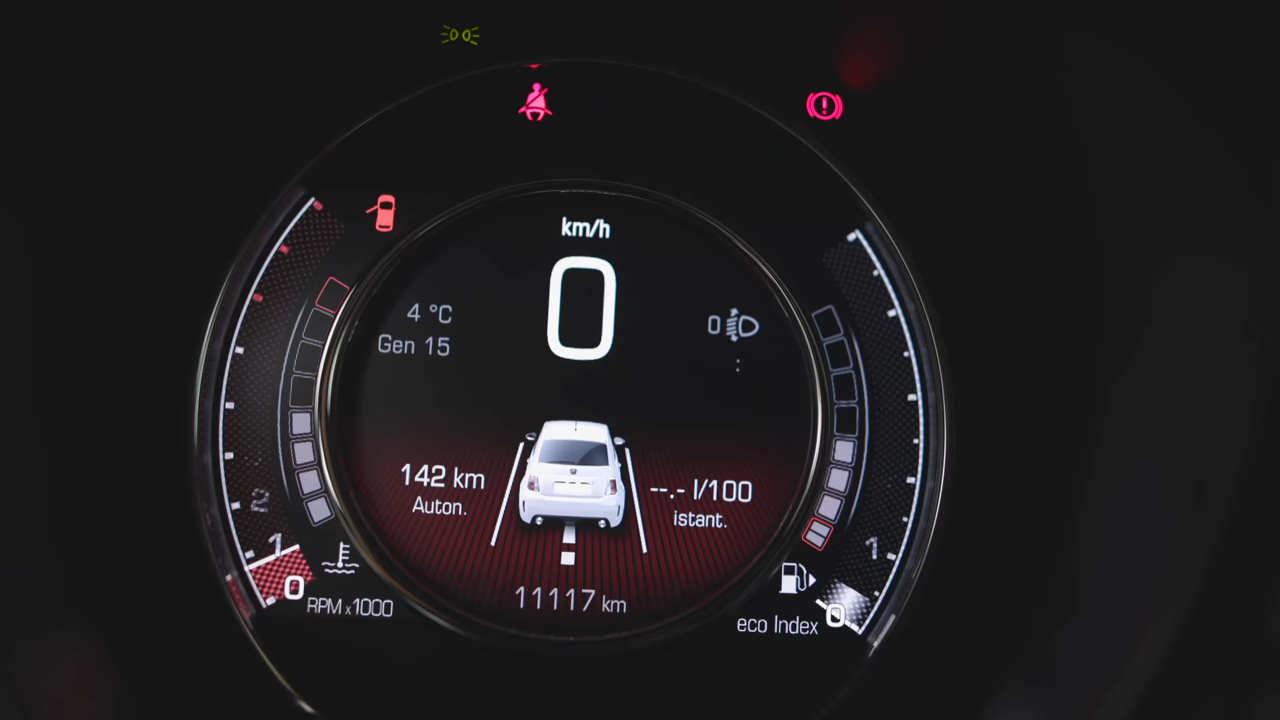 km/h
0
4 °C
Gen 15
0
142 km
Auton.
--.- l/100
istant.
11117 km
2
1
0
RPM x1000
1
0
eco Index